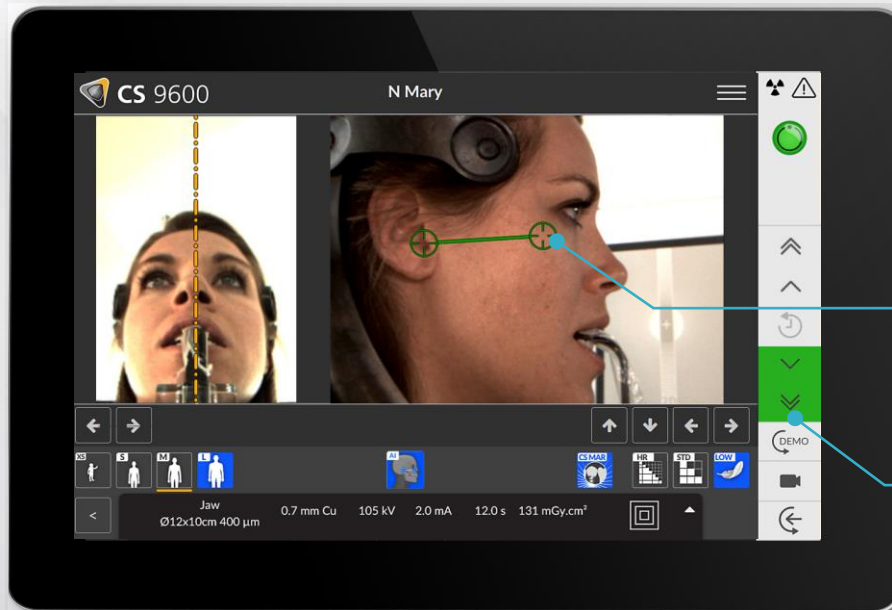 CS 9600
N Mary
XS
S
M
L
AI
CS MAR
HR
STD
LOW
DEMO
<
Jaw
Ø12x10cm 400 µm
0.7 mm Cu
105 kV
2.0 mA
12.0 s
131 mGy.cm²